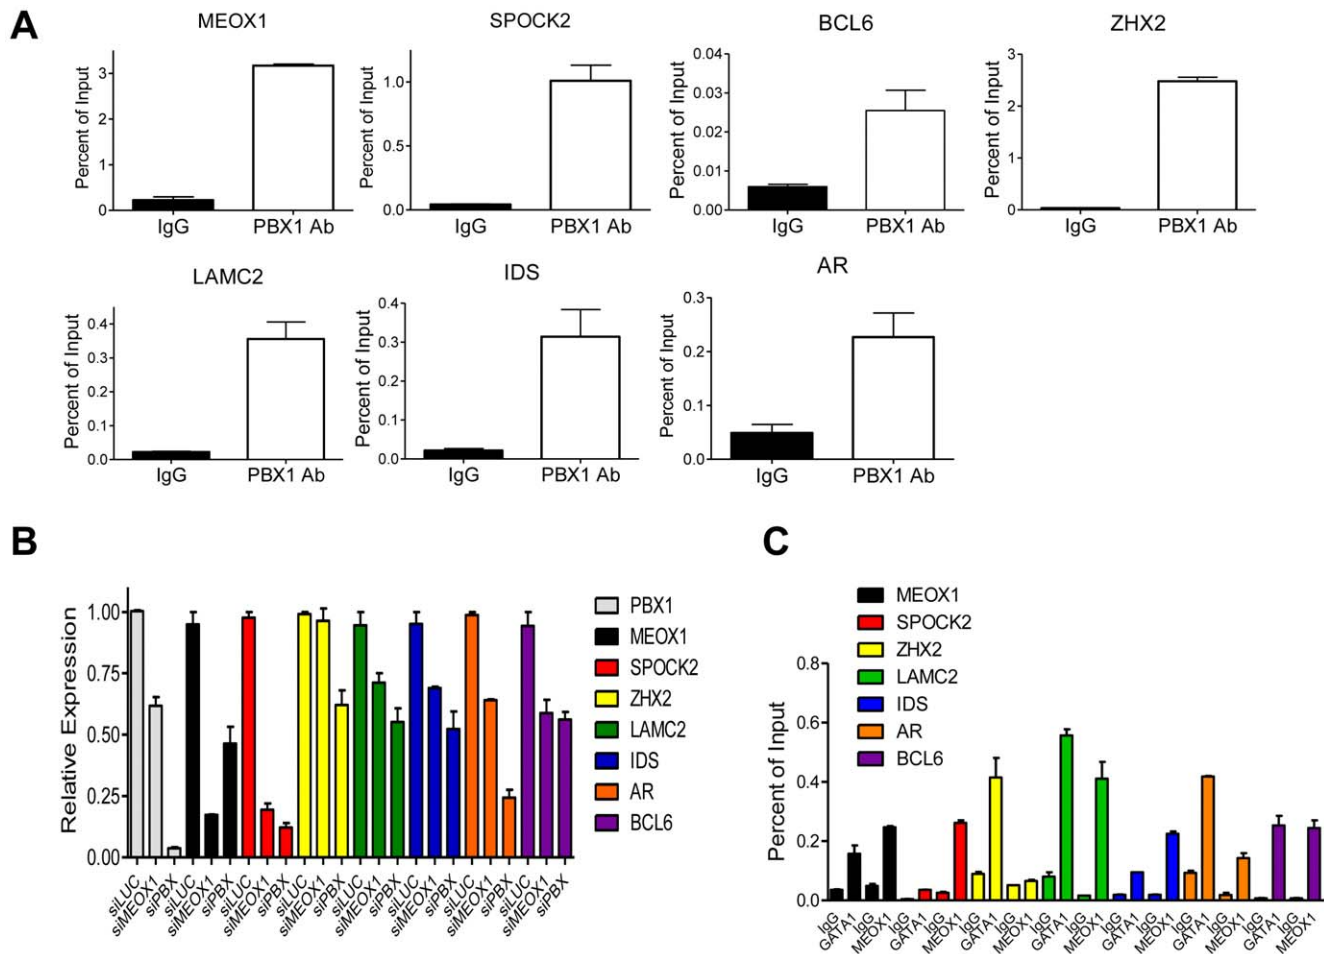 A
MEOX1
SPOCK2
BCL6
ZHX2
Percent of Input
3
2
1
0
IgG
PBX1 Ab
Percent of Input
1.0
0.5
0.0
IgG
PBX1 Ab
Percent of Input
0.04
0.03
0.02
0.01
0.00
IgG
PBX1 Ab
Percent of Input
3
2
1
0
IgG
PBX1 Ab
LAMC2
IDS
AR
Percent of Input
0.4
0.3
0.2
0.1
0.0
IgG
PBX1 Ab
Percent of Input
0.4
0.3
0.2
0.1
0.0
IgG
PBX1 Ab
Percent of Input
0.3
0.2
0.1
0.0
IgG
PBX1 Ab
B
Relative Expression
1.00
0.75
0.50
0.25
0.00
siLUC
siMEOX1
siPBX
siLUC
siMEOX1
siPBX
siLUC
siMEOX1
siPBX
siLUC
siMEOX1
siPBX
siLUC
siMEOX1
siPBX
siLUC
siMEOX1
siPBX
siLUC
siMEOX1
siPBX
siLUC
siMEOX1
siPBX
PBX1
MEOX1
SPOCK2
ZHX2
LAMC2
IDS
AR
BCL6
C
MEOX1
SPOCK2
ZHX2
LAMC2
IDS
AR
BCL6
Percent of Input
0.8
0.6
0.4
0.2
0.0
IgG
GATA1
IgG
MEOX1
IgG
GATA1
IgG
MEOX1
IgG
GATA1
IgG
MEOX1
IgG
GATA1
IgG
MEOX1
IgG
GATA1
IgG
MEOX1
IgG
GATA1
IgG
MEOX1
IgG
GATA1
IgG
MEOX1